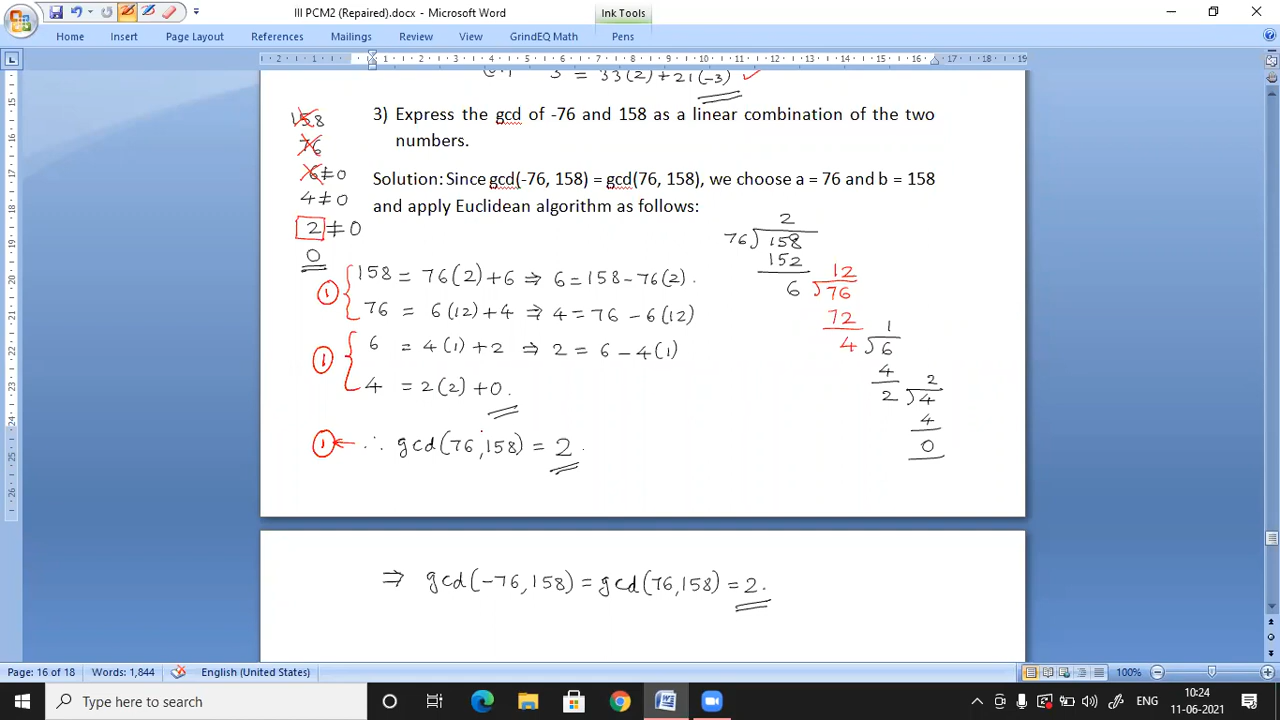 III PCM2 (Repaired).docx - Microsoft Word
Ink Tools
Home Insert Page Layout References Mailings Review View GrindEQ Math Pens
3 = 33(2) + 21(-3)
3) Express the gcd of -76 and 158 as a linear combination of the two
numbers.
Solution: Since gcd(-76, 158) = gcd(76, 158), we choose a = 76 and b = 158
and apply Euclidean algorithm as follows:
158
76
6 ≠ 0
4 ≠ 0
2 ≠ 0
0
① 158 = 76(2) + 6 ⇒ 6 = 158 - 76(2).
76 = 6(12) + 4 ⇒ 4 = 76 - 6(12)
① 6 = 4(1) + 2 ⇒ 2 = 6 - 4(1)
4 = 2(2) + 0.
① ← ∴ gcd(76,158) = 2.
2
76)158
152
6
12
)76
72
4
1
)6
4
2
2
)4
4
0
⇒ gcd(-76,158) = gcd(76,158) = 2.
Page: 16 of 18 Words: 1,844 English (United States) 100%
Type here to search
ENG
10:24
11-06-2021